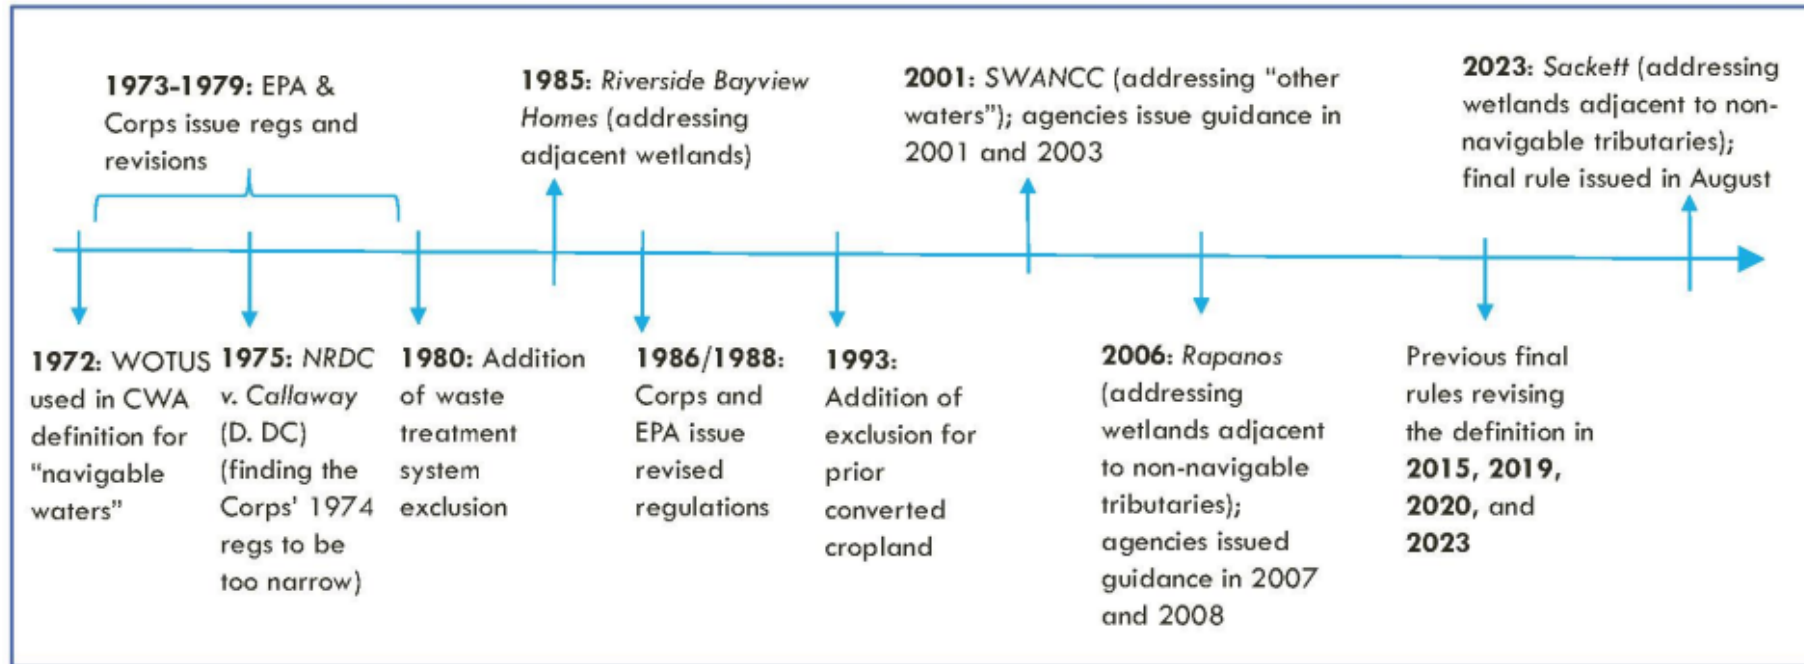 1973-1979: EPA &
Corps issue regs and
revisions
1985: Riverside Bayview
Homes (addressing
adjacent wetlands)
2001: SWANCC (addressing "other
waters"); agencies issue guidance in
2001 and 2003
2023: Sackett (addressing
wetlands adjacent to non-
navigable tributaries);
final rule issued in August
1972: WOTUS
used in CWA
definition for
"navigable
waters"
1975: NRDC
v. Callaway
(D. DC)
(finding the
Corps' 1974
regs to be
too narrow)
1980: Addition
of waste
treatment
system
exclusion
1986/1988:
Corps and
EPA issue
revised
regulations
1993:
Addition of
exclusion for
prior
converted
cropland
2006: Rapanos
(addressing
wetlands adjacent
to non-navigable
tributaries);
agencies issued
guidance in 2007
and 2008
Previous final
rules revising
the definition in
2015, 2019,
2020, and
2023